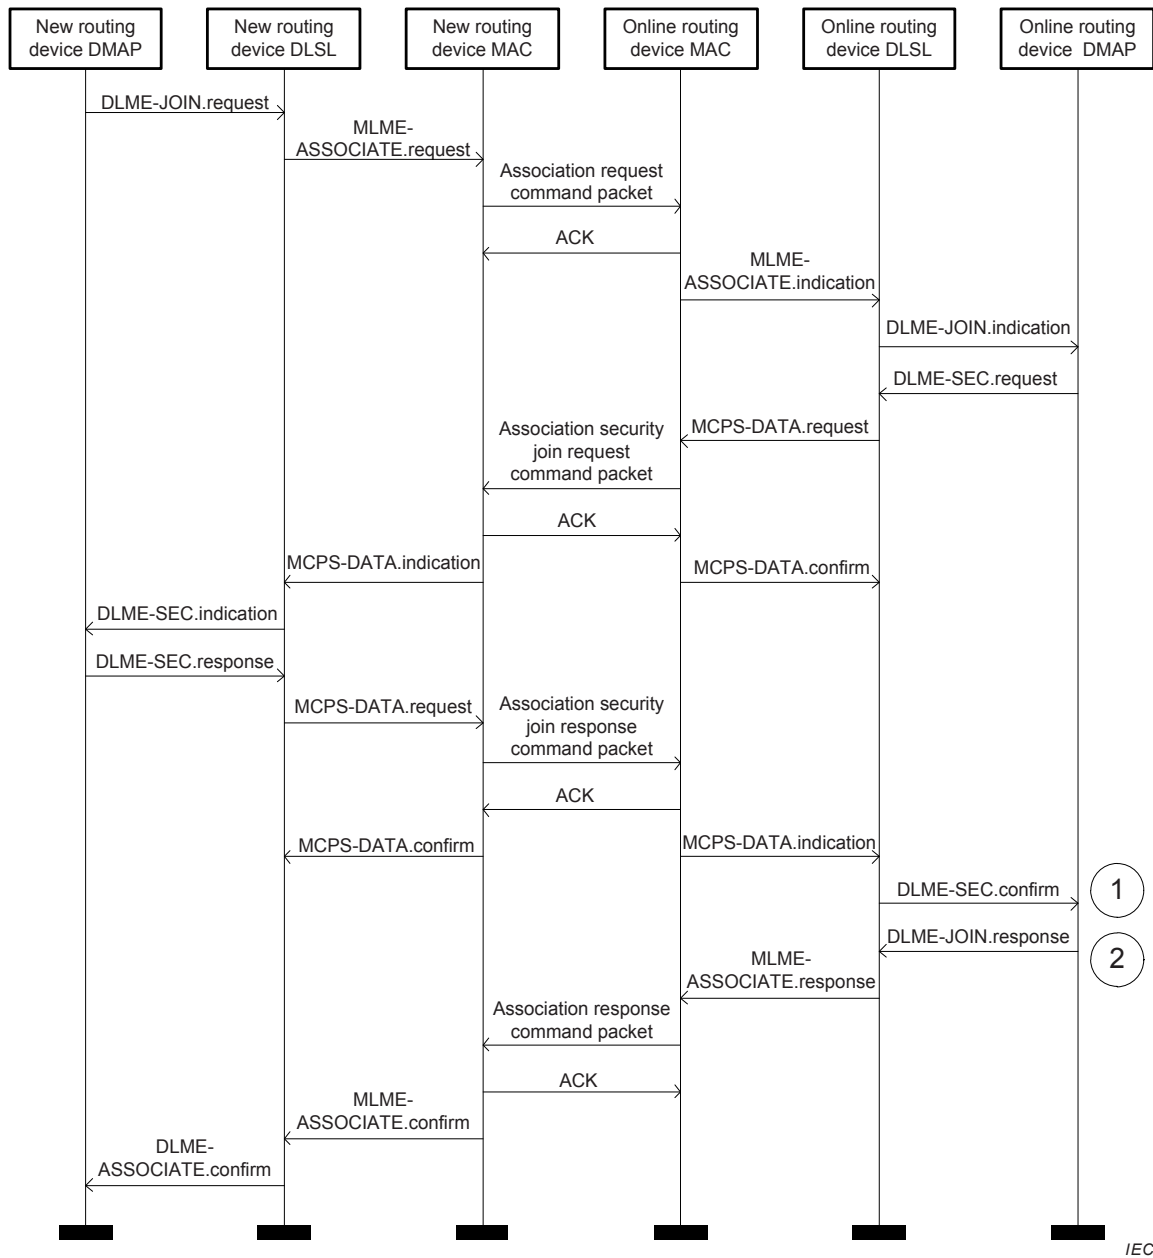 New routing
device DMAP
New routing
device DLSL
New routing
device MAC
Online routing
device MAC
Online routing
device DLSL
Online routing
device DMAP
DLME-JOIN.request
MLME-
ASSOCIATE.request
Association request
command packet
ACK
MLME-
ASSOCIATE.indication
DLME-JOIN.indication
DLME-SEC.request
MCPS-DATA.request
Association security
join request
command packet
ACK
MCPS-DATA.indication
MCPS-DATA.confirm
DLME-SEC.indication
DLME-SEC.response
MCPS-DATA.request
Association security
join response
command packet
ACK
MCPS-DATA.confirm
MCPS-DATA.indication
DLME-SEC.confirm
1
DLME-JOIN.response
2
MLME-
ASSOCIATE.response
Association response
command packet
ACK
MLME-
ASSOCIATE.confirm
DLME-
ASSOCIATE.confirm
IEC